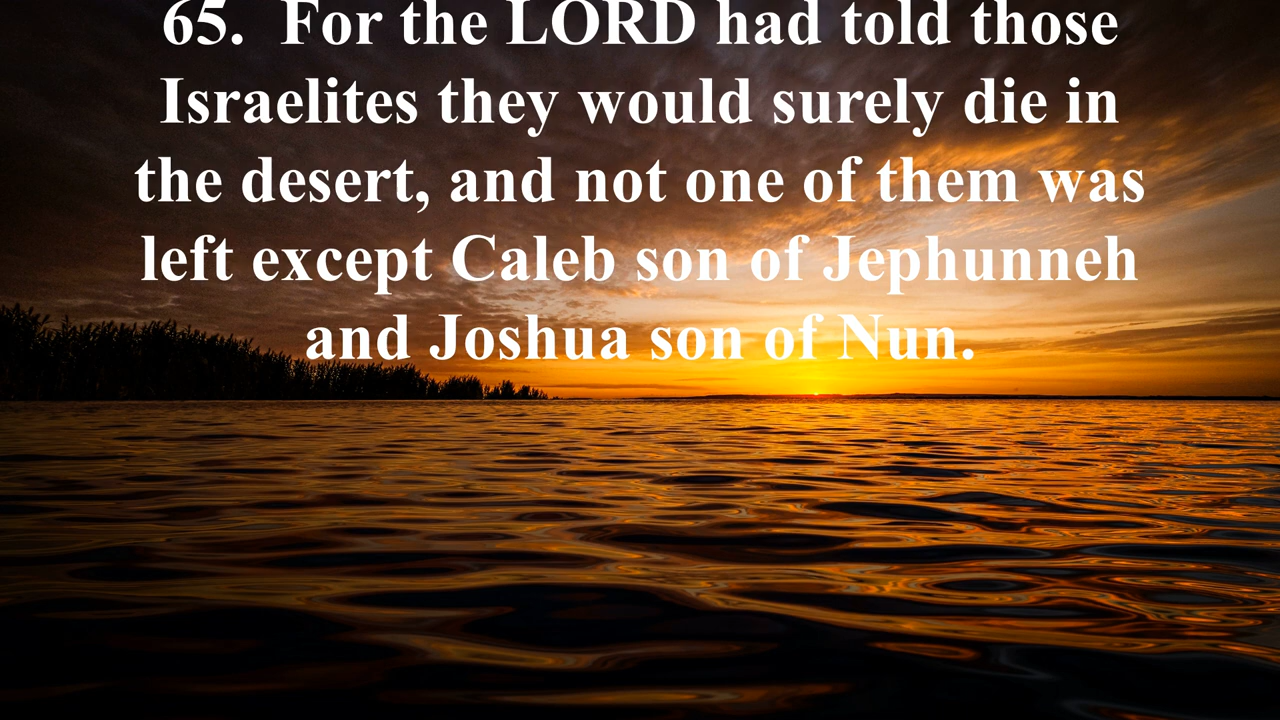 65.  For the LORD had told those
Israelites they would surely die in
the desert, and not one of them was
left except Caleb son of Jephunneh
and Joshua son of Nun.